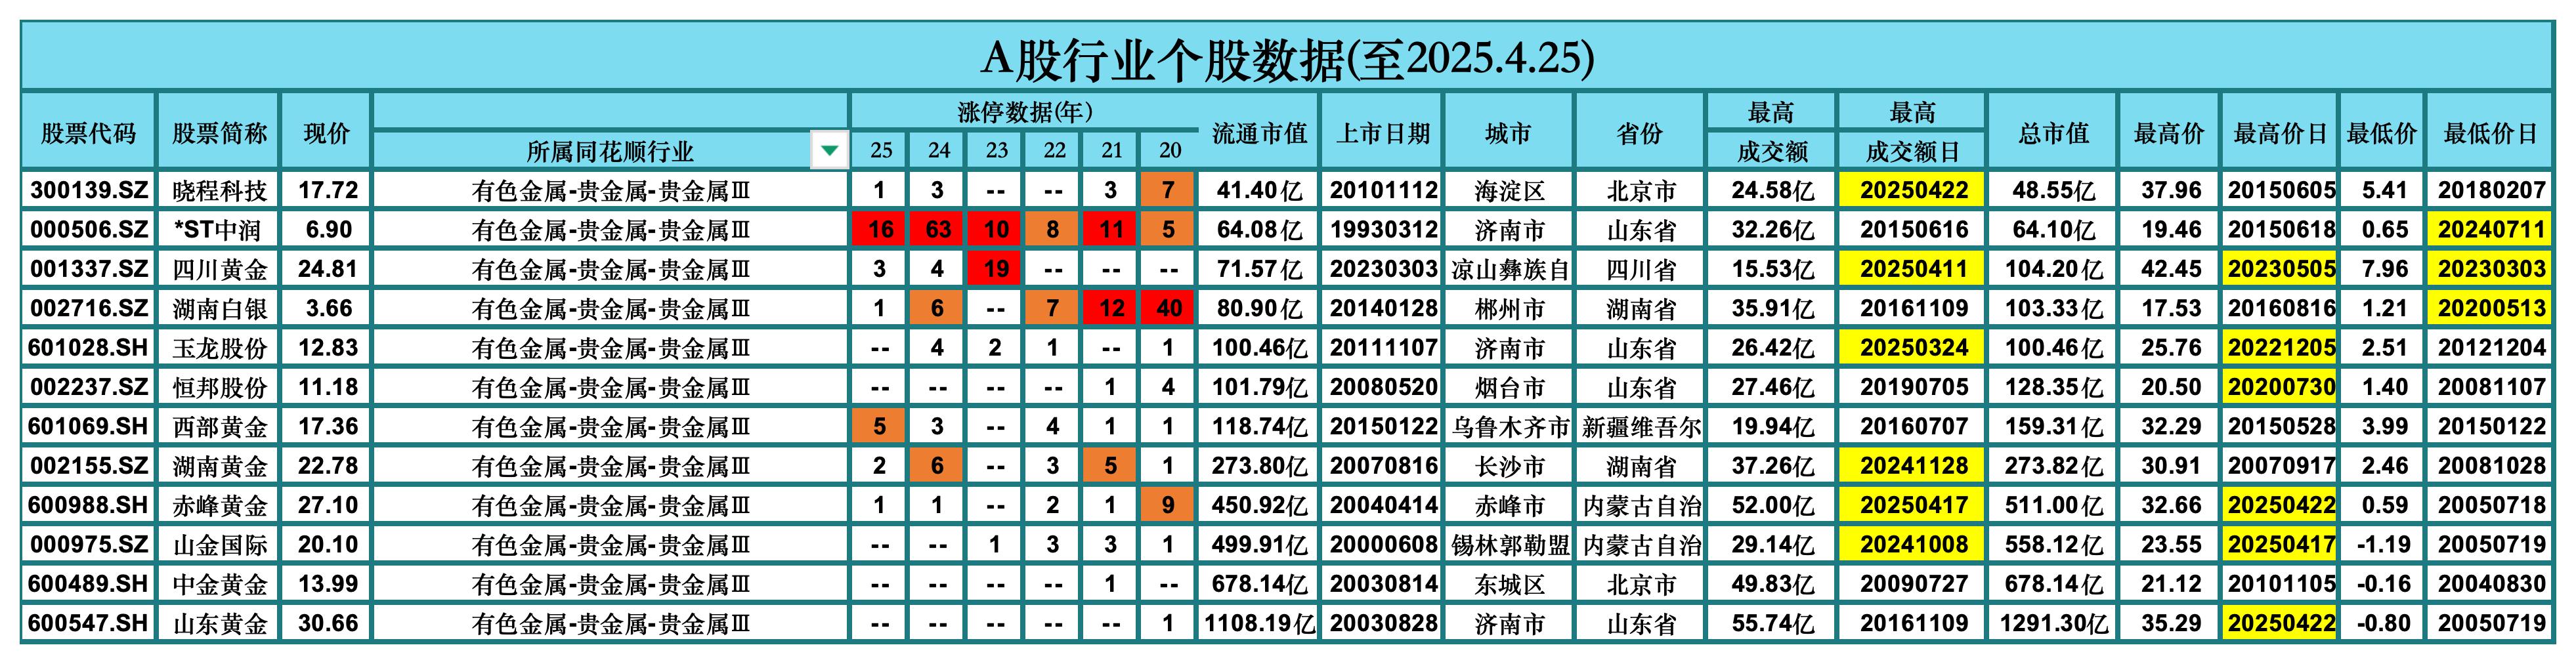 A股行业个股数据(至2025.4.25)
股票代码 股票简称 现价 所属同花顺行业 涨停数据(年) 25 24 23 22 21 20 流通市值 上市日期 城市 省份 最高成交额 最高成交额日 总市值 最高价 最高价日 最低价 最低价日
300139.SZ 晓程科技 17.72 有色金属-贵金属-贵金属Ⅲ 1 3 -- -- 3 7 41.40亿 20101112 海淀区 北京市 24.58亿 20250422 48.55亿 37.96 20150605 5.41 20180207
000506.SZ *ST中润 6.90 有色金属-贵金属-贵金属Ⅲ 16 63 10 8 11 5 64.08亿 19930312 济南市 山东省 32.26亿 20150616 64.10亿 19.46 20150618 0.65 20240711
001337.SZ 四川黄金 24.81 有色金属-贵金属-贵金属Ⅲ 3 4 19 -- -- -- 71.57亿 20230303 凉山彝族自 四川省 15.53亿 20250411 104.20亿 42.45 20230505 7.96 20230303
002716.SZ 湖南白银 3.66 有色金属-贵金属-贵金属Ⅲ 1 6 -- 7 12 40 80.90亿 20140128 郴州市 湖南省 35.91亿 20161109 103.33亿 17.53 20160816 1.21 20200513
601028.SH 玉龙股份 12.83 有色金属-贵金属-贵金属Ⅲ -- 4 2 1 -- 1 100.46亿 20111107 济南市 山东省 26.42亿 20250324 100.46亿 25.76 20221205 2.51 20121204
002237.SZ 恒邦股份 11.18 有色金属-贵金属-贵金属Ⅲ -- -- -- -- 1 4 101.79亿 20080520 烟台市 山东省 27.46亿 20190705 128.35亿 20.50 20200730 1.40 20081107
601069.SH 西部黄金 17.36 有色金属-贵金属-贵金属Ⅲ 5 3 -- 4 1 1 118.74亿 20150122 乌鲁木齐市 新疆维吾尔 19.94亿 20160707 159.31亿 32.29 20150528 3.99 20150122
002155.SZ 湖南黄金 22.78 有色金属-贵金属-贵金属Ⅲ 2 6 -- 3 5 1 273.80亿 20070816 长沙市 湖南省 37.26亿 20241128 273.82亿 30.91 20070917 2.46 20081028
600988.SH 赤峰黄金 27.10 有色金属-贵金属-贵金属Ⅲ 1 1 -- 2 1 9 450.92亿 20040414 赤峰市 内蒙古自治 52.00亿 20250417 511.00亿 32.66 20250422 0.59 20050718
000975.SZ 山金国际 20.10 有色金属-贵金属-贵金属Ⅲ -- -- 1 3 3 1 499.91亿 20000608 锡林郭勒盟 内蒙古自治 29.14亿 20241008 558.12亿 23.55 20250417 -1.19 20050719
600489.SH 中金黄金 13.99 有色金属-贵金属-贵金属Ⅲ -- -- -- -- 1 -- 678.14亿 20030814 东城区 北京市 49.83亿 20090727 678.14亿 21.12 20101105 -0.16 20040830
600547.SH 山东黄金 30.66 有色金属-贵金属-贵金属Ⅲ -- -- -- -- -- 1 1108.19亿 20030828 济南市 山东省 55.74亿 20161109 1291.30亿 35.29 20250422 -0.80 20050719